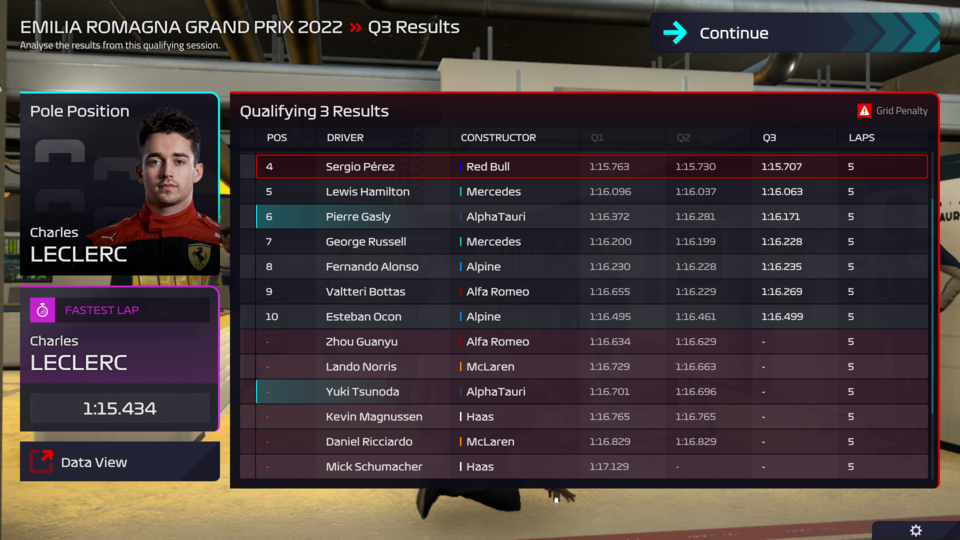 EMILIA ROMAGNA GRAND PRIX 2022 » Q3 Results
Analyse the results from this qualifying session.
Continue
Pole Position
Charles
LECLERC
FASTEST LAP
Charles
LECLERC
1:15.434
Data View
Qualifying 3 Results
Grid Penalty
POS DRIVER CONSTRUCTOR Q1 Q2 Q3 LAPS
4 Sergio Pérez Red Bull 1:15.763 1:15.730 1:15.707 5
5 Lewis Hamilton Mercedes 1:16.096 1:16.037 1:16.063 5
6 Pierre Gasly AlphaTauri 1:16.372 1:16.281 1:16.171 5
7 George Russell Mercedes 1:16.200 1:16.199 1:16.228 5
8 Fernando Alonso Alpine 1:16.230 1:16.228 1:16.235 5
9 Valtteri Bottas Alfa Romeo 1:16.655 1:16.229 1:16.269 5
10 Esteban Ocon Alpine 1:16.495 1:16.461 1:16.499 5
- Zhou Guanyu Alfa Romeo 1:16.634 1:16.629 - 5
- Lando Norris McLaren 1:16.729 1:16.663 - 5
- Yuki Tsunoda AlphaTauri 1:16.701 1:16.696 - 5
- Kevin Magnussen Haas 1:16.765 1:16.765 - 5
- Daniel Ricciardo McLaren 1:16.829 1:16.829 - 5
- Mick Schumacher Haas 1:17.129 - - 5